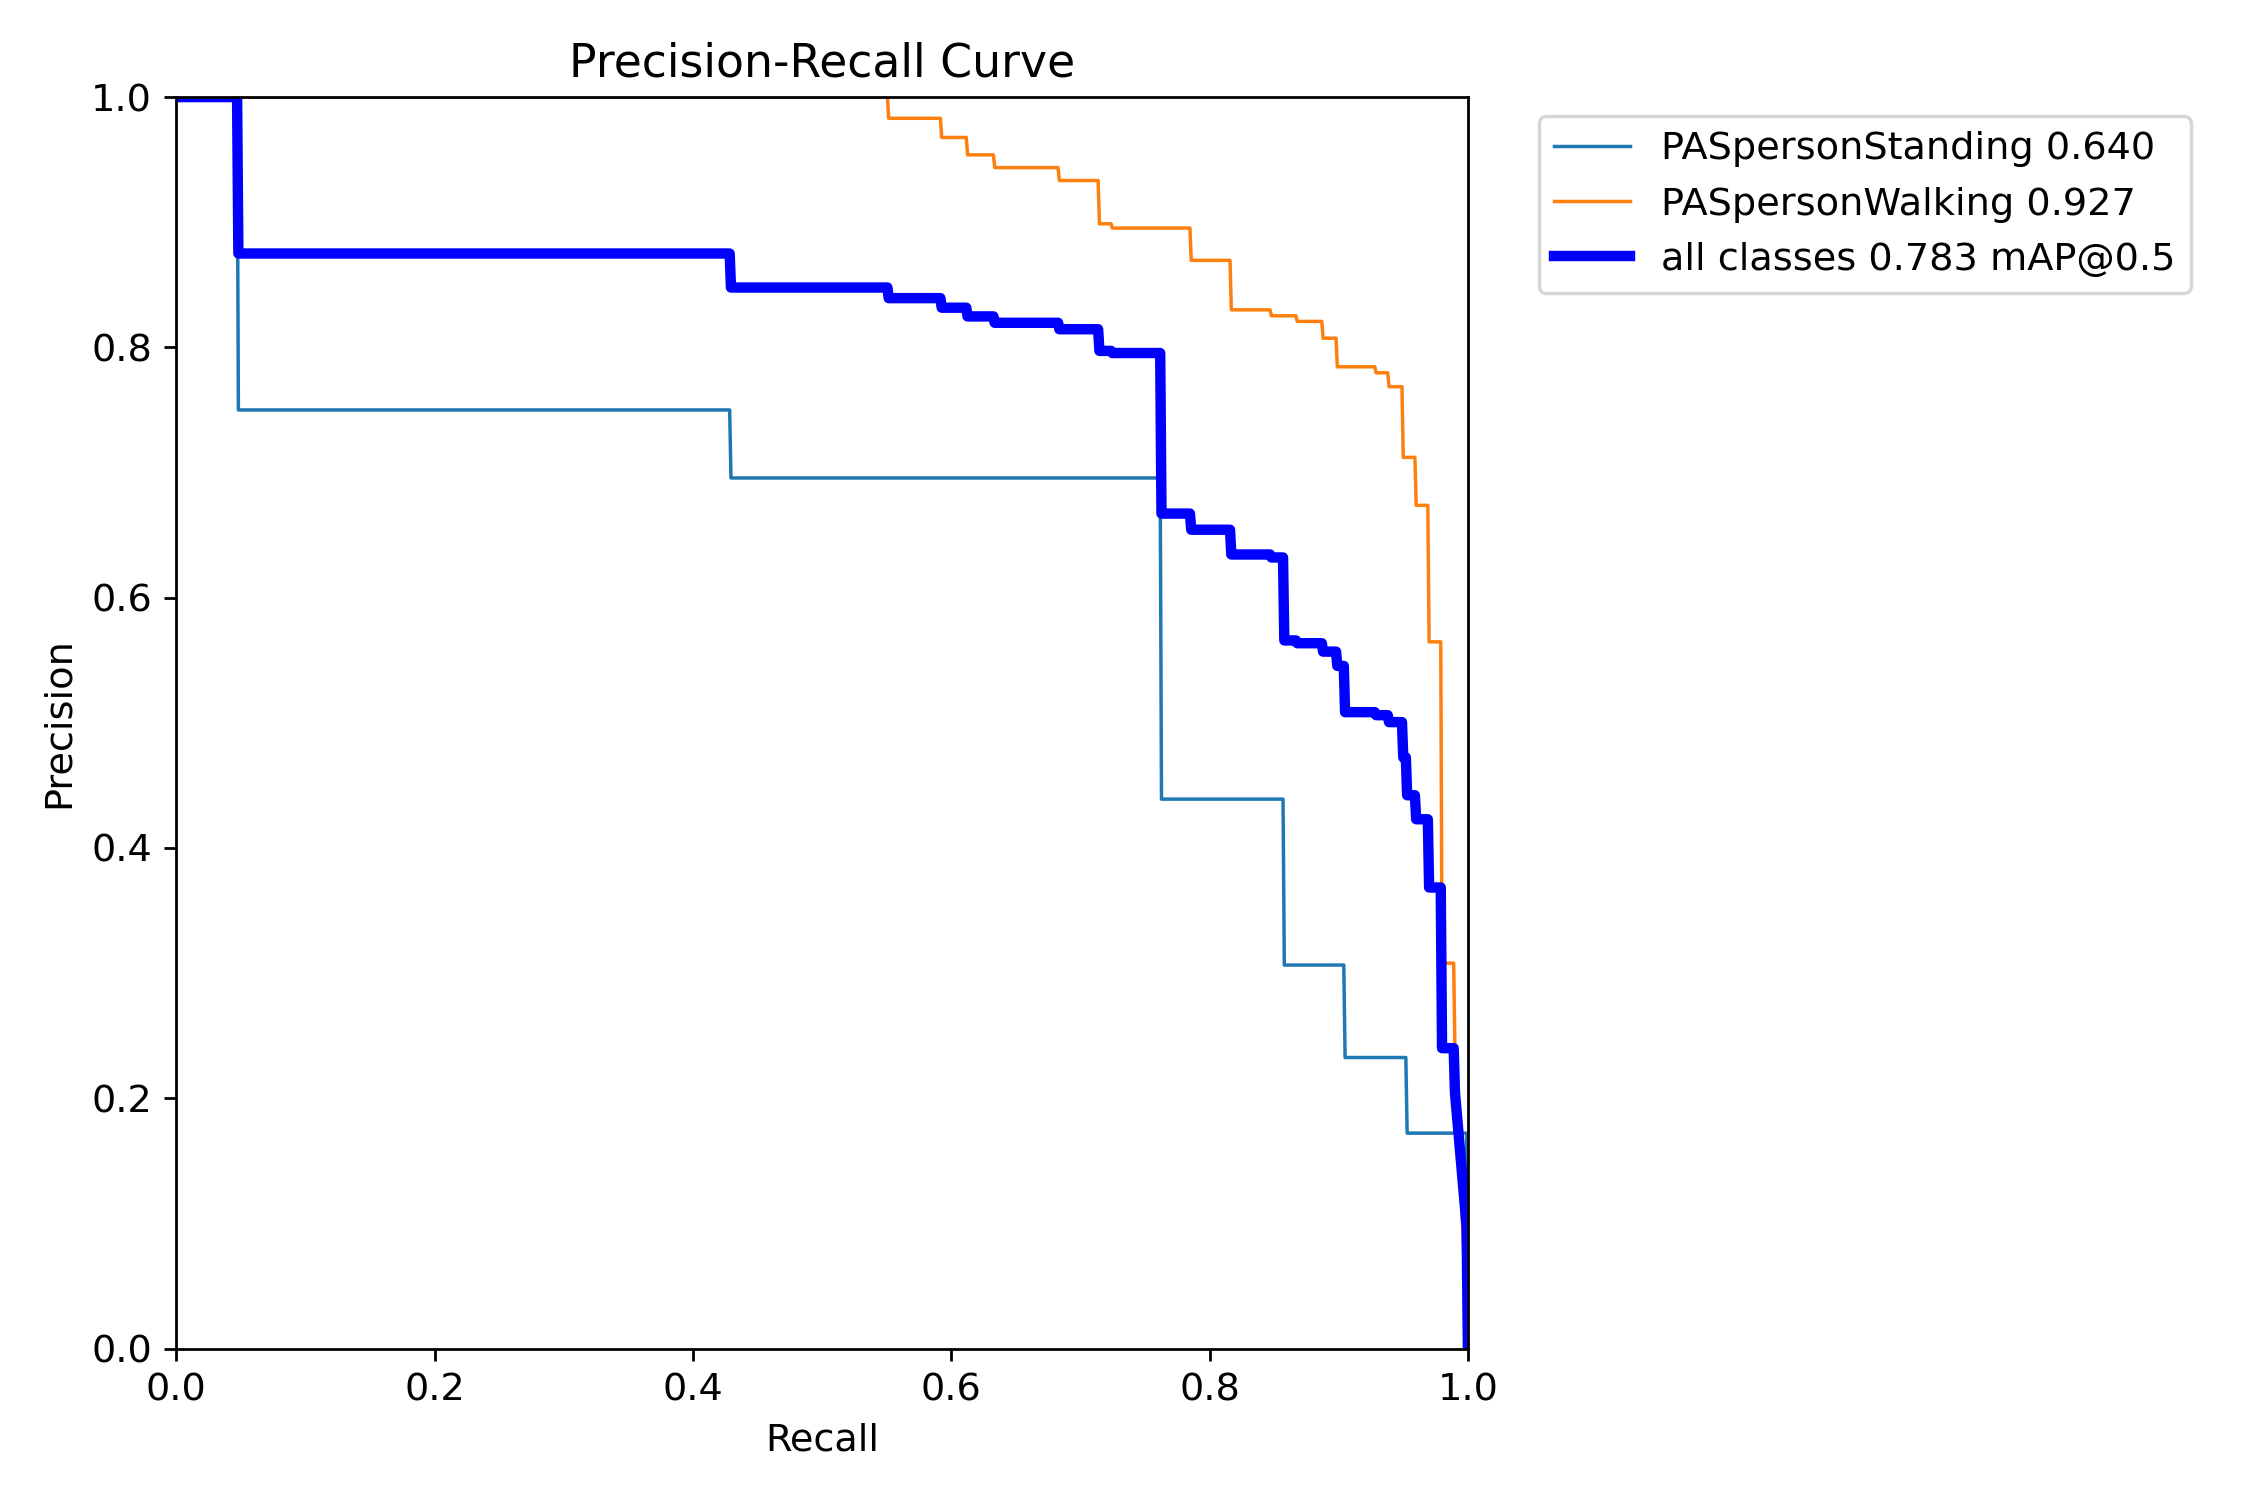 Precision-Recall Curve
1.0
0.8
0.6
0.4
0.2
0.0
Precision
0.0 0.2 0.4 0.6 0.8 1.0
Recall
PASpersonStanding 0.640
PASpersonWalking 0.927
all classes 0.783 mAP@0.5